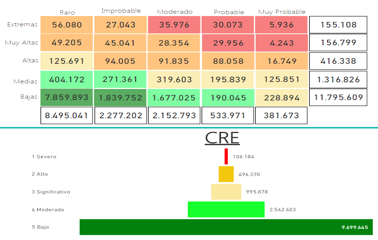 Raro Improbable Moderado Probable Muy Probable
Extremas 56.080 27.043 35.976 30.073 5.936 155.108
Muy Altas 49.205 45.041 28.354 29.956 4.243 156.799
Altas 125.691 94.005 91.835 88.058 16.749 416.338
Medias 404.172 271.361 319.603 195.839 125.851 1.316.826
Bajas 7.859.893 1.839.752 1.677.025 190.045 228.894 11.795.609
8.495.041 2.277.202 2.152.793 533.971 381.673
CRE
1 Severo 106.184
2 Alto 496.370
3 Significativo 995.878
4 Moderado 2.542.603
5 Bajo 9.699.645